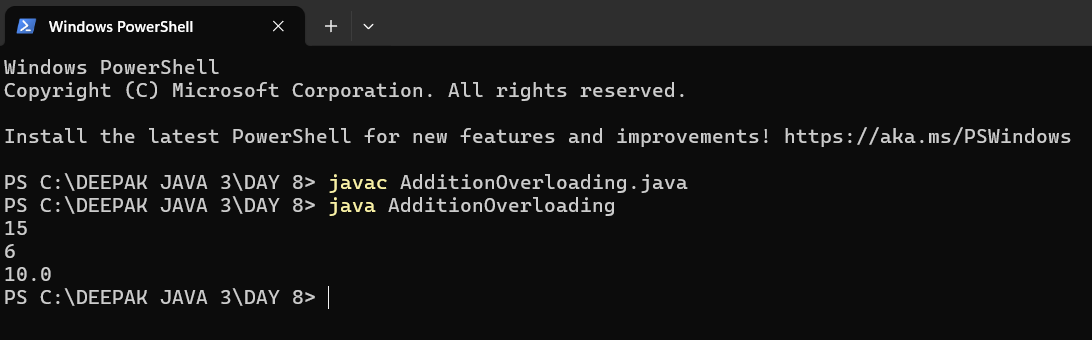 Windows PowerShell
Windows PowerShell
Copyright (C) Microsoft Corporation. All rights reserved.
Install the latest PowerShell for new features and improvements! https://aka.ms/PSWindows
PS C:\DEEPAK JAVA 3\DAY 8> javac AdditionOverloading.java
PS C:\DEEPAK JAVA 3\DAY 8> java AdditionOverloading
15
6
10.0
PS C:\DEEPAK JAVA 3\DAY 8>